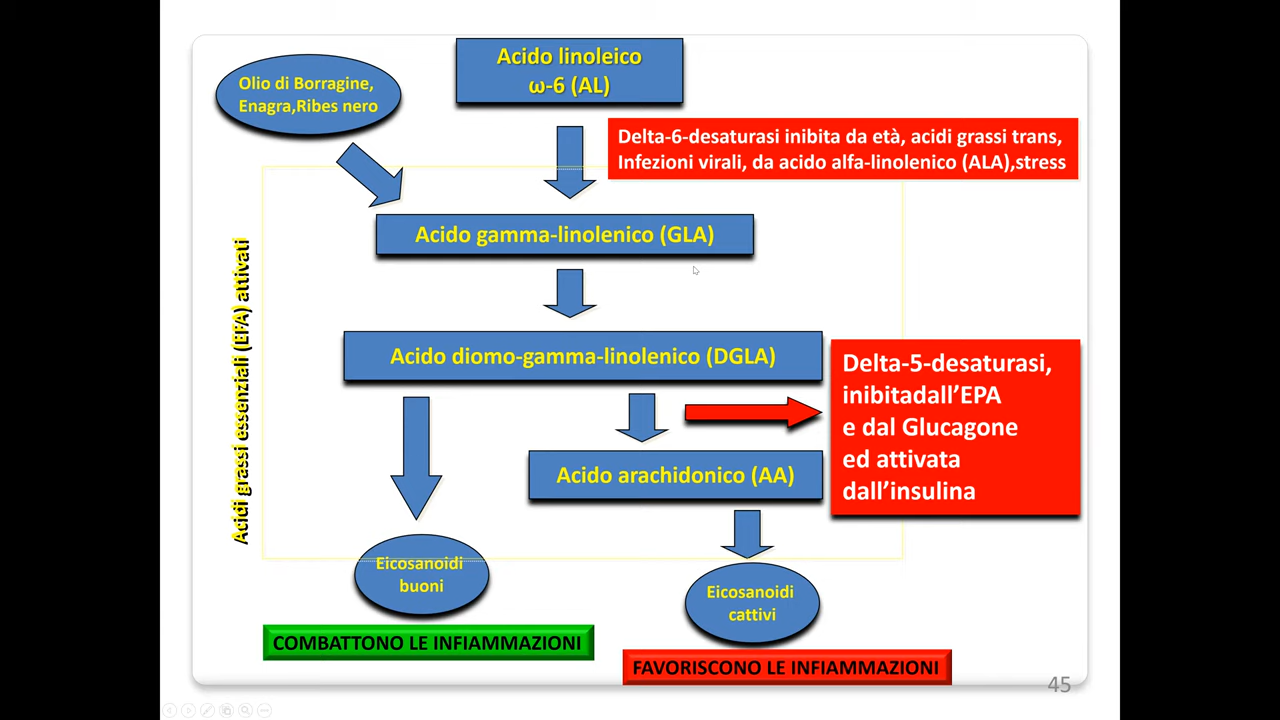 Acido linoleico
ω-6 (AL)
Olio di Borragine,
Enagra,Ribes nero
Delta-6-desaturasi inibita da età, acidi grassi trans,
Infezioni virali, da acido alfa-linolenico (ALA),stress
Acido gamma-linolenico (GLA)
Acidi grassi essenziali (EFA) attivati
Acido diomo-gamma-linolenico (DGLA)
Delta-5-desaturasi,
inibitadall’EPA
e dal Glucagone
ed attivata
dall’insulina
Acido arachidonico (AA)
Eicosanoidi
buoni
Eicosanoidi
cattivi
COMBATTONO LE INFIAMMAZIONI
FAVORISCONO LE INFIAMMAZIONI
45